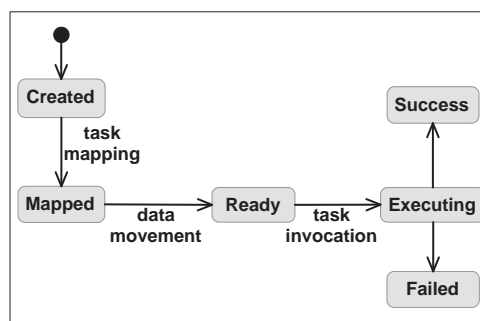 Created
Success
task
mapping
Mapped
data
movement
Ready
task
invocation
Executing
Failed